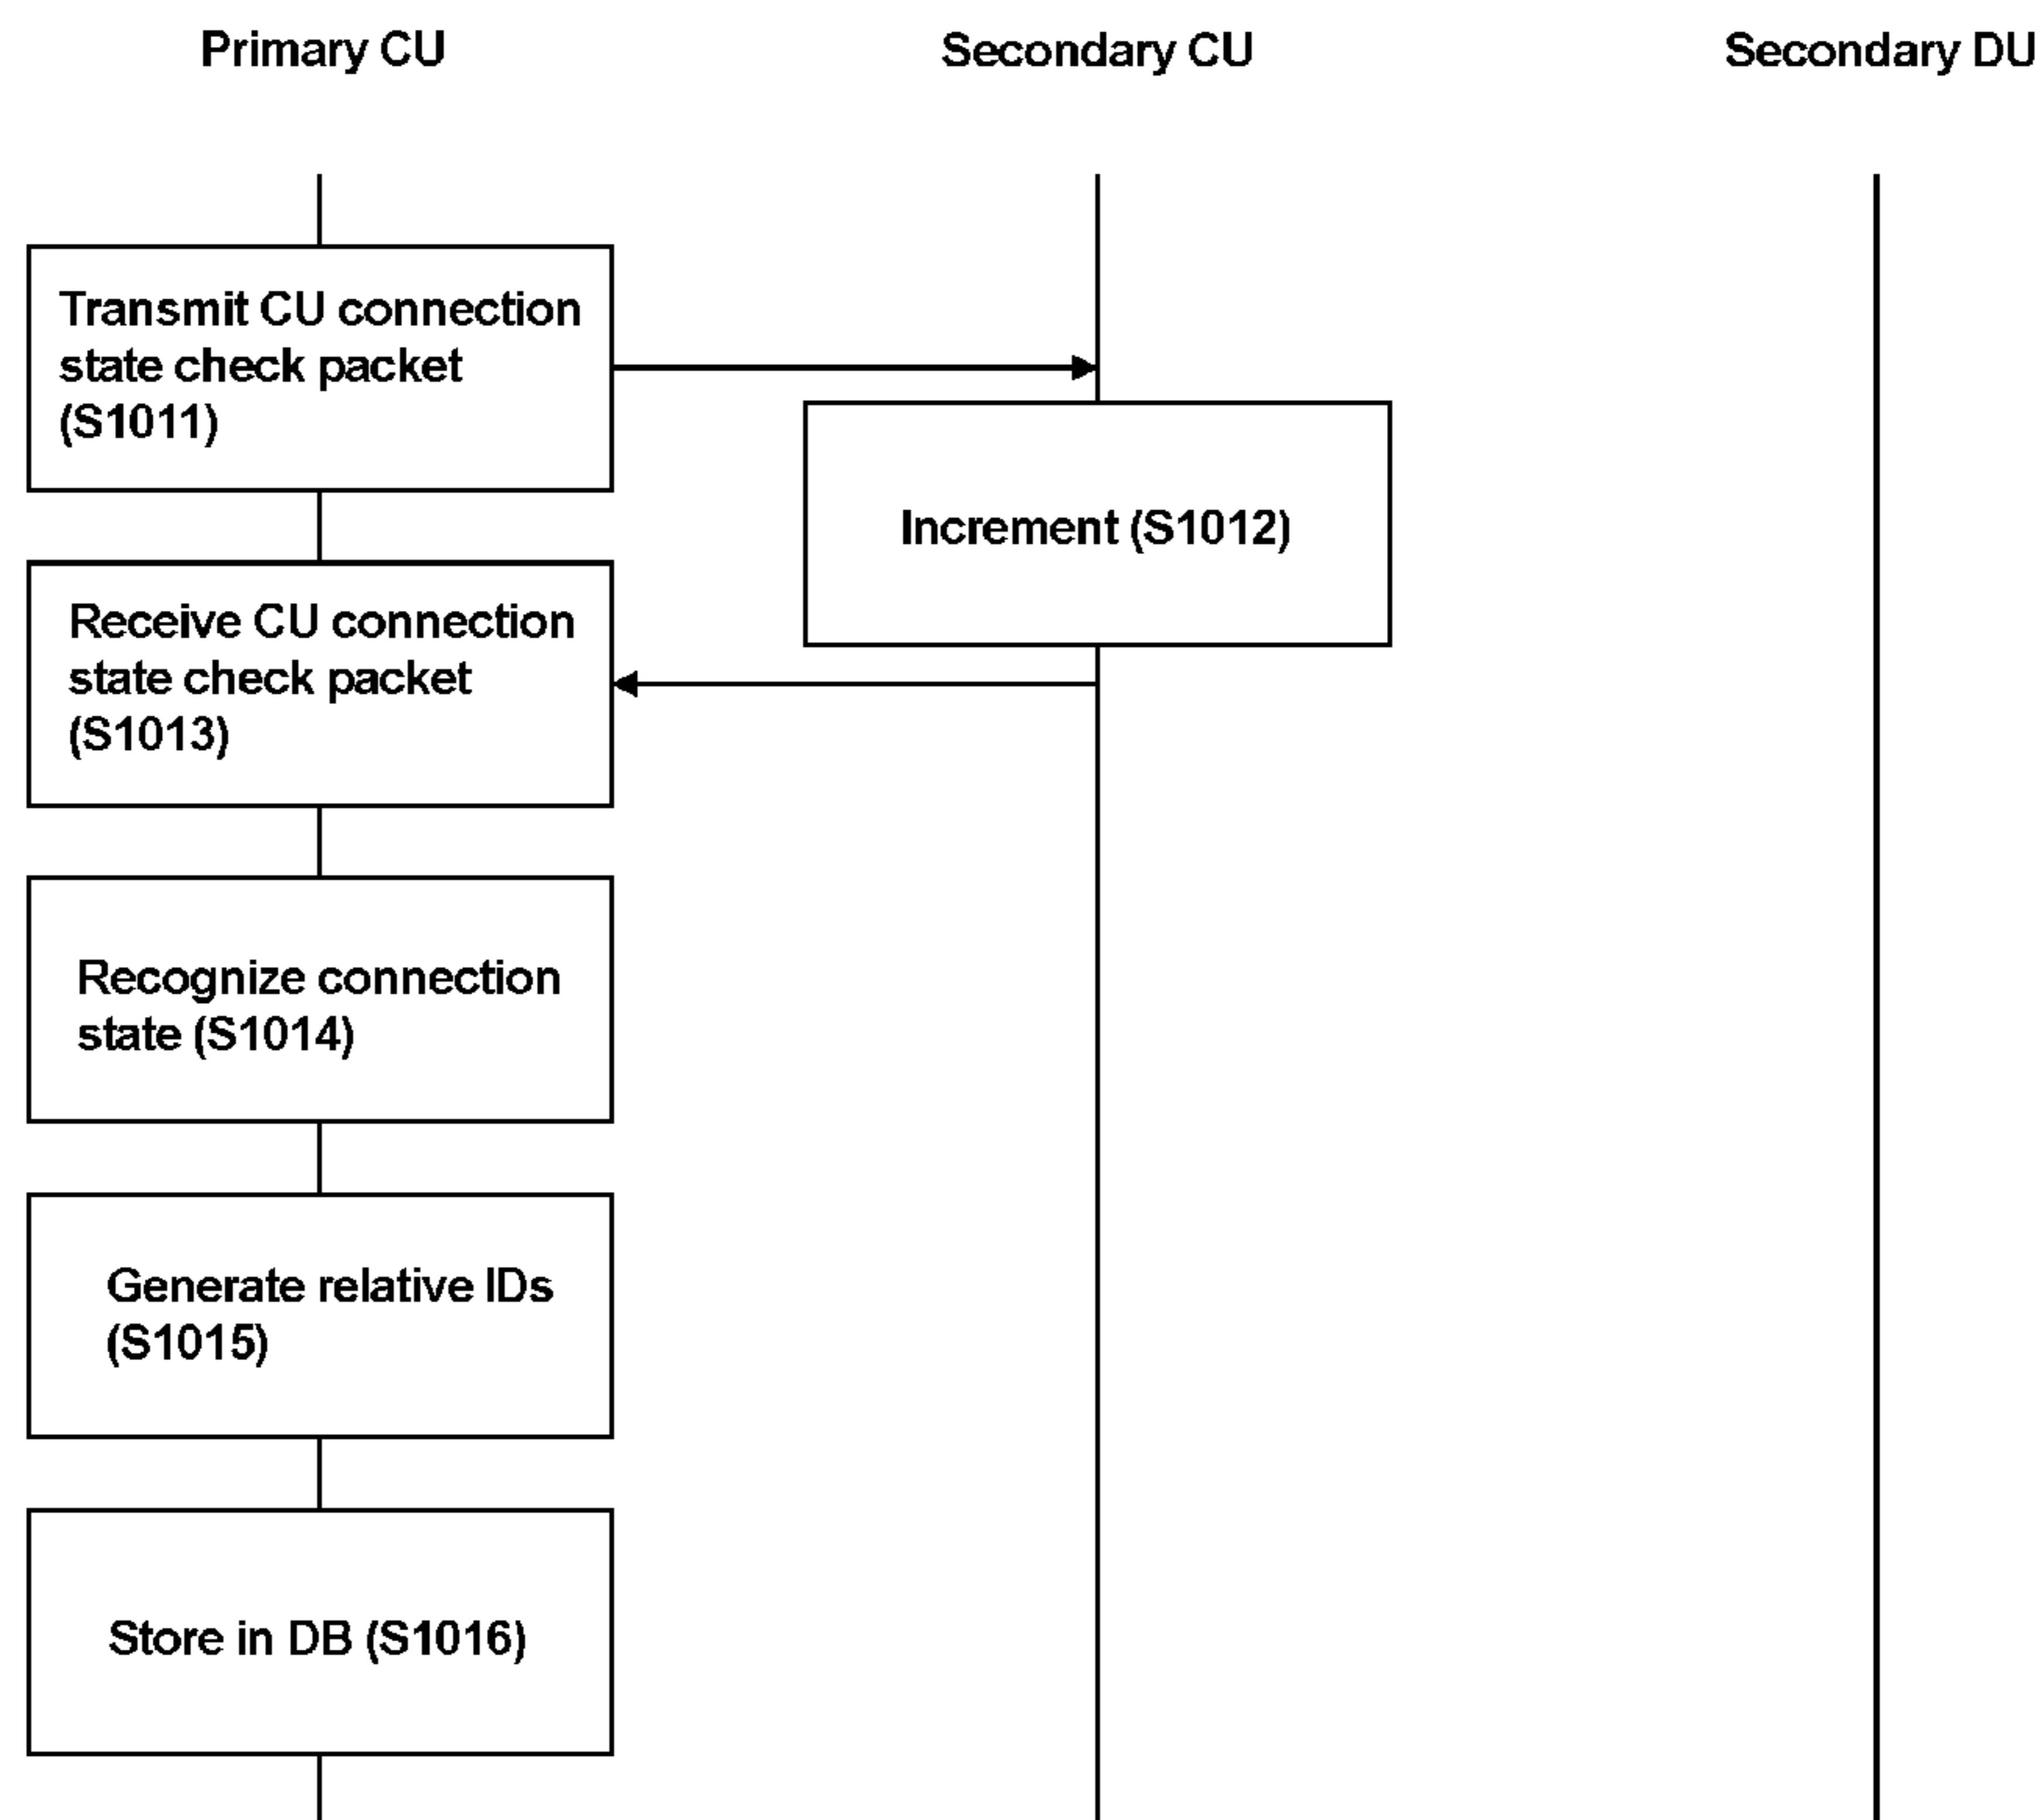 Primary CU
Secondary CU
Secondary DU
Transmit CU connection
state check packet
(S1011)
Increment (S1012)
Receive CU connection
state check packet
(S1013)
Recognize connection
state (S1014)
Generate relative IDs
(S1015)
Store in DB (S1016)